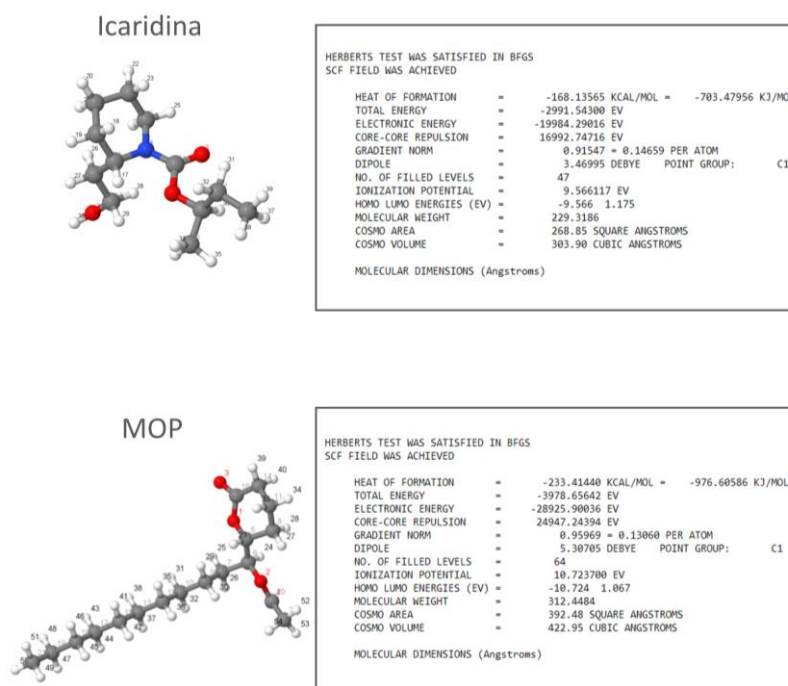 Icaridina
HERBERTS TEST WAS SATISFIED IN BFGS
SCF FIELD WAS ACHIEVED
HEAT OF FORMATION = -168.13565 KCAL/MOL = -703.47956 KJ/MO
TOTAL ENERGY = -2991.54300 EV
ELECTRONIC ENERGY = -19984.29016 EV
CORE-CORE REPULSION = 16992.74716 EV
GRADIENT NORM = 0.91547 = 0.14659 PER ATOM
DIPOLE = 3.46995 DEBYE POINT GROUP: C1
NO. OF FILLED LEVELS = 47
IONIZATION POTENTIAL = 9.566117 EV
HOMO LUMO ENERGIES (EV) = -9.566 1.175
MOLECULAR WEIGHT = 229.3186
COSMO AREA = 268.85 SQUARE ANGSTROMS
COSMO VOLUME = 303.90 CUBIC ANGSTROMS
MOLECULAR DIMENSIONS (Angstroms)
MOP
HERBERTS TEST WAS SATISFIED IN BFGS
SCF FIELD WAS ACHIEVED
HEAT OF FORMATION = -233.41440 KCAL/MOL = -976.60586 KJ/MOL
TOTAL ENERGY = -3978.65642 EV
ELECTRONIC ENERGY = -28925.90036 EV
CORE-CORE REPULSION = 24947.24394 EV
GRADIENT NORM = 0.95969 = 0.13060 PER ATOM
DIPOLE = 5.30705 DEBYE POINT GROUP: C1
NO. OF FILLED LEVELS = 64
IONIZATION POTENTIAL = 10.723700 EV
HOMO LUMO ENERGIES (EV) = -10.724 1.067
MOLECULAR WEIGHT = 312.4484
COSMO AREA = 392.48 SQUARE ANGSTROMS
COSMO VOLUME = 422.95 CUBIC ANGSTROMS
MOLECULAR DIMENSIONS (Angstroms)